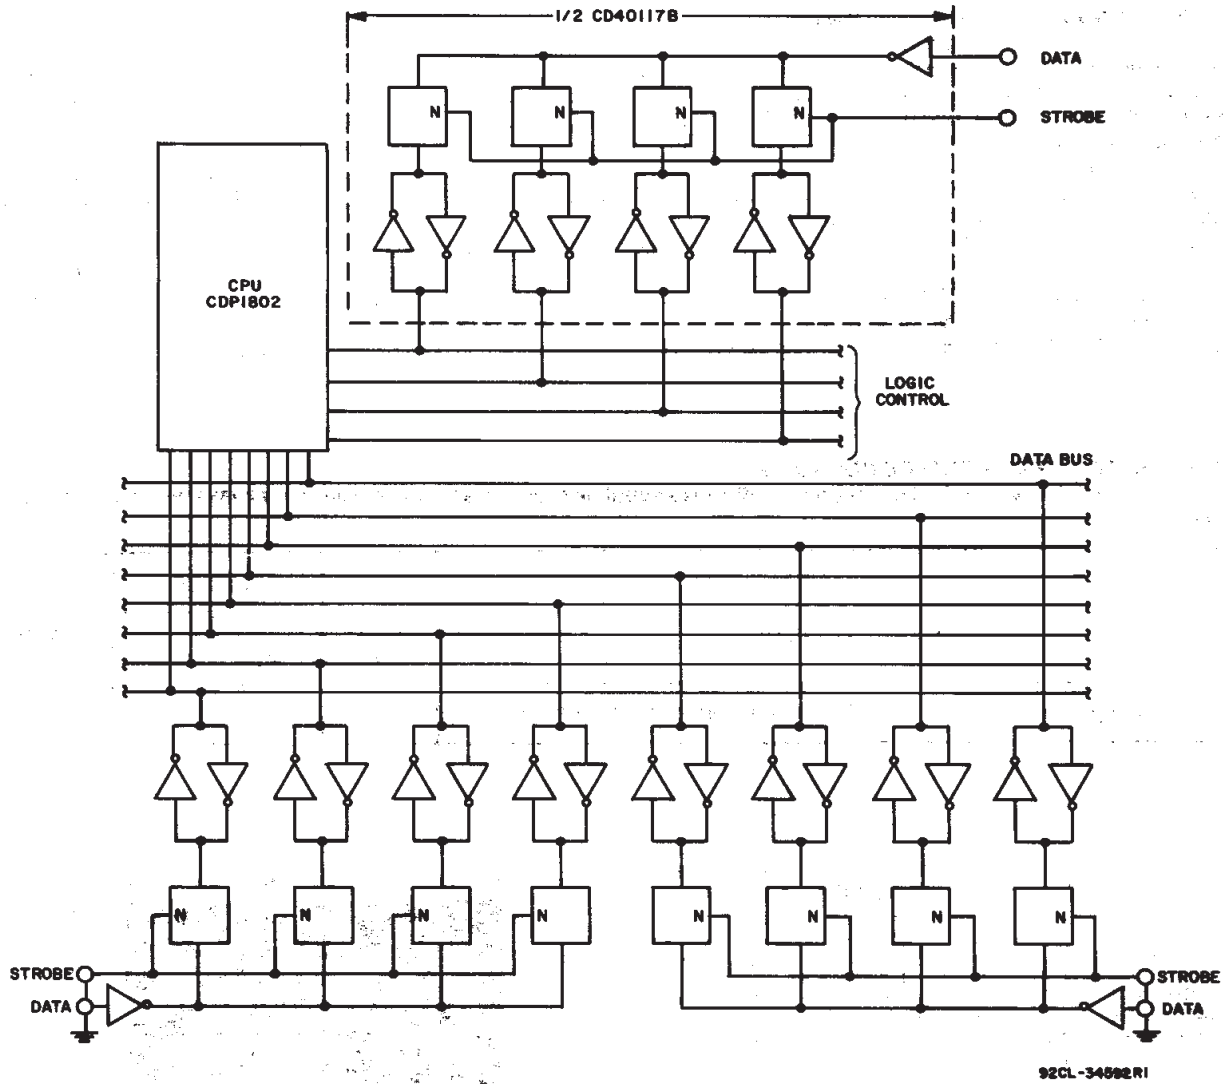 1/2 CD40117B
DATA
N N N N
STROBE
CPU
CDP1802
LOGIC
CONTROL
DATA BUS
N N N N N N N N
STROBE STROBE
DATA DATA
92CL-34592R1